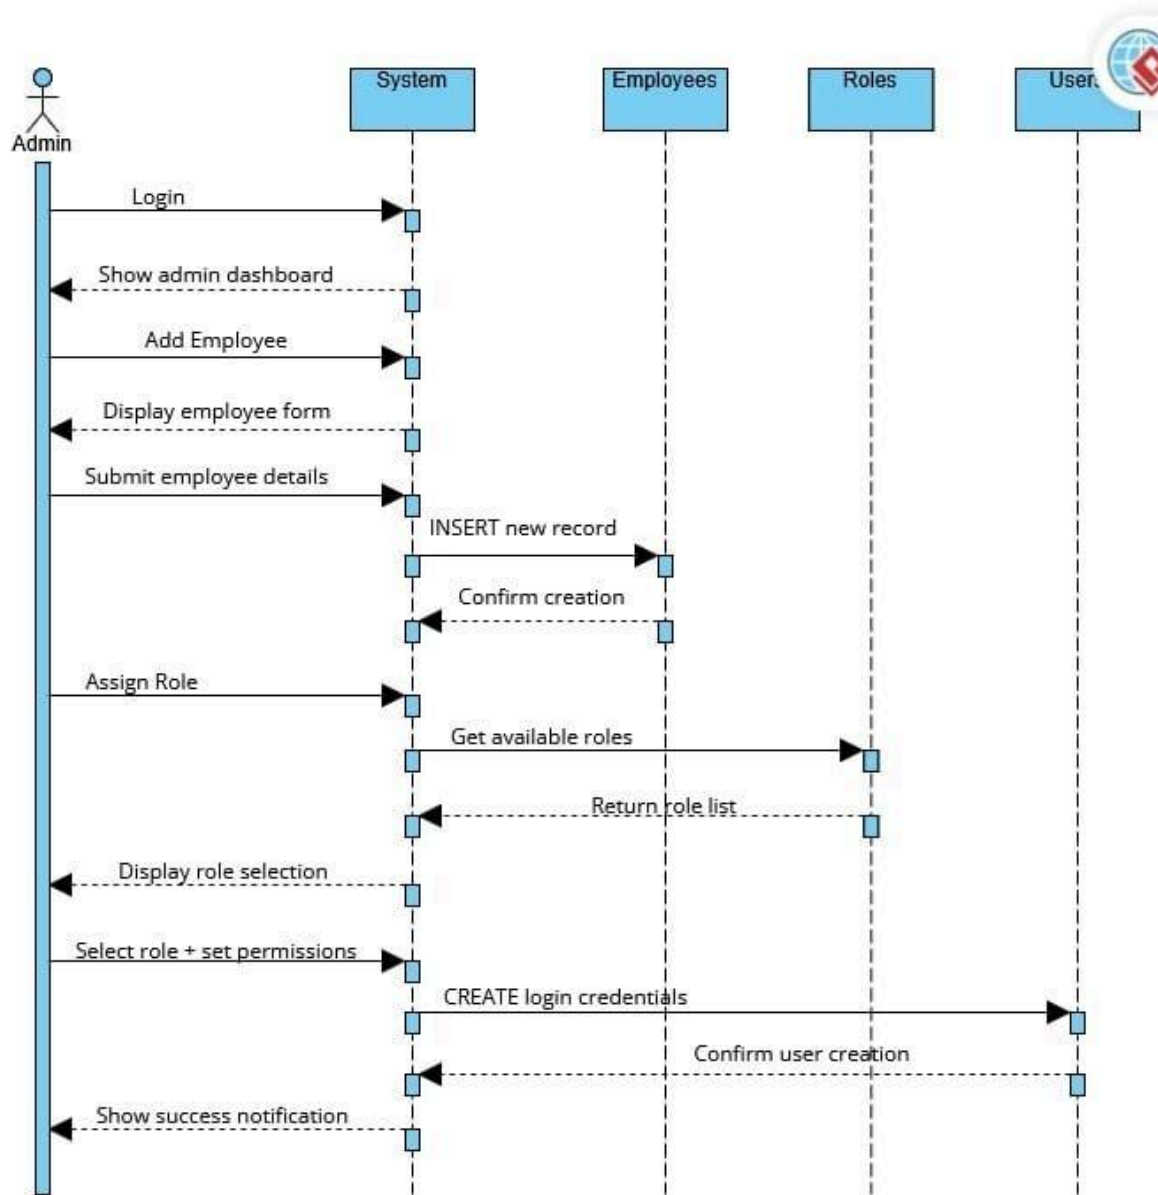 System
Employees
Roles
Users
Admin
Login
Show admin dashboard
Add Employee
Display employee form
Submit employee details
INSERT new record
Confirm creation
Assign Role
Get available roles
Return role list
Display role selection
Select role + set permissions
CREATE login credentials
Confirm user creation
Show success notification